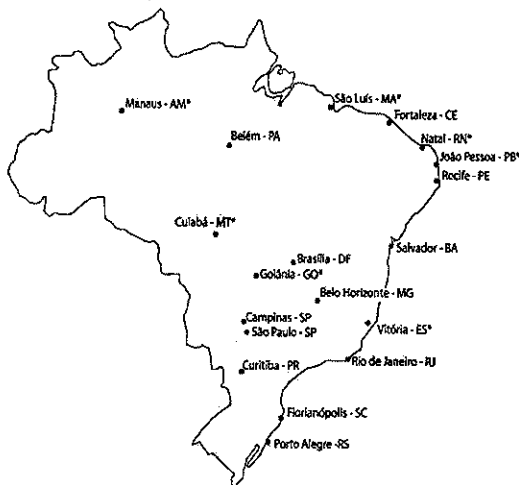 Manaus - AM*
São Luís - MA*
Fortaleza - CE
Belém - PA
Natal - RN*
João Pessoa - PB*
Recife - PE
Cuiabá - MT*
Salvador - BA
Brasília - DF
Goiânia - GO*
Belo Horizonte - MG
Campinas - SP
São Paulo - SP
Vitória - ES*
Rio de Janeiro - RJ
Curitiba - PR
Florianópolis - SC
Porto Alegre - RS